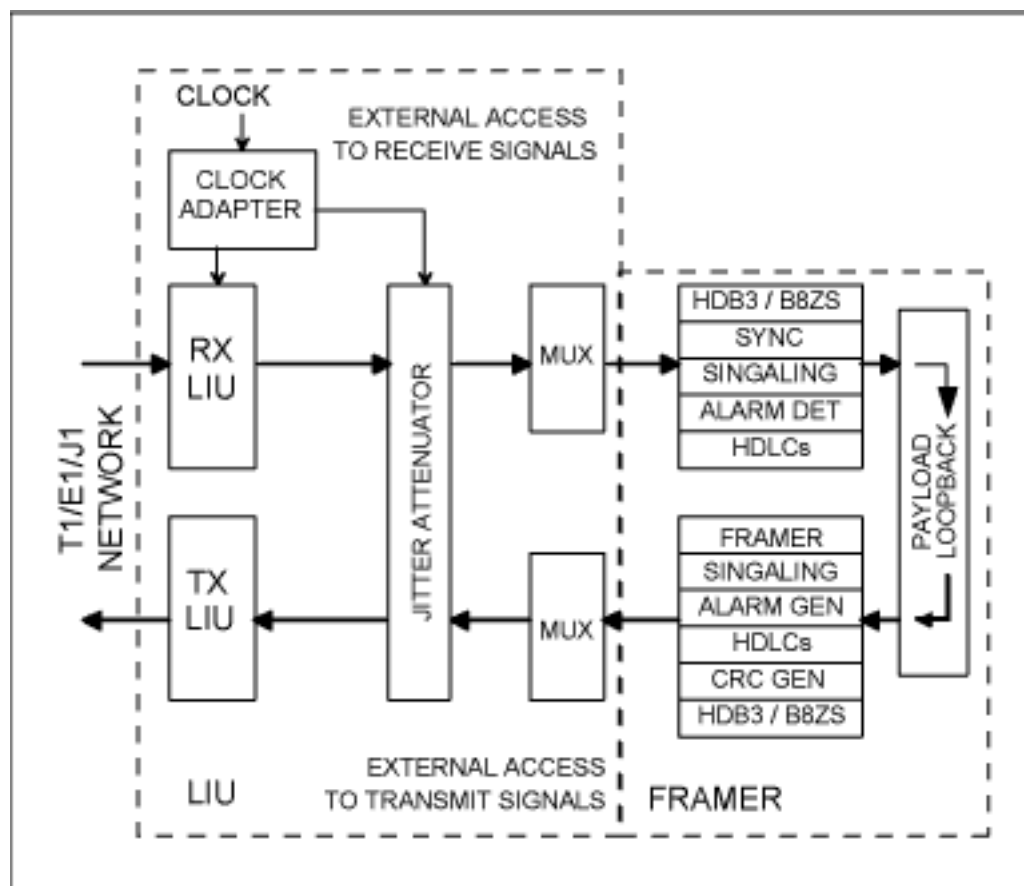 CLOCK
EXTERNAL ACCESS
TO RECEIVE SIGNALS
CLOCK
ADAPTER
RX
LIU
JITTER ATTENUATOR
MUX
HDB3 / B8ZS
SYNC
SINGALING
ALARM DET
HDLCs
PAYLOAD
LOOPBACK
T1/E1/J1
NETWORK
TX
LIU
MUX
FRAMER
SINGALING
ALARM GEN
HDLCs
CRC GEN
HDB3 / B8ZS
LIU
EXTERNAL ACCESS
TO TRANSMIT SIGNALS
FRAMER